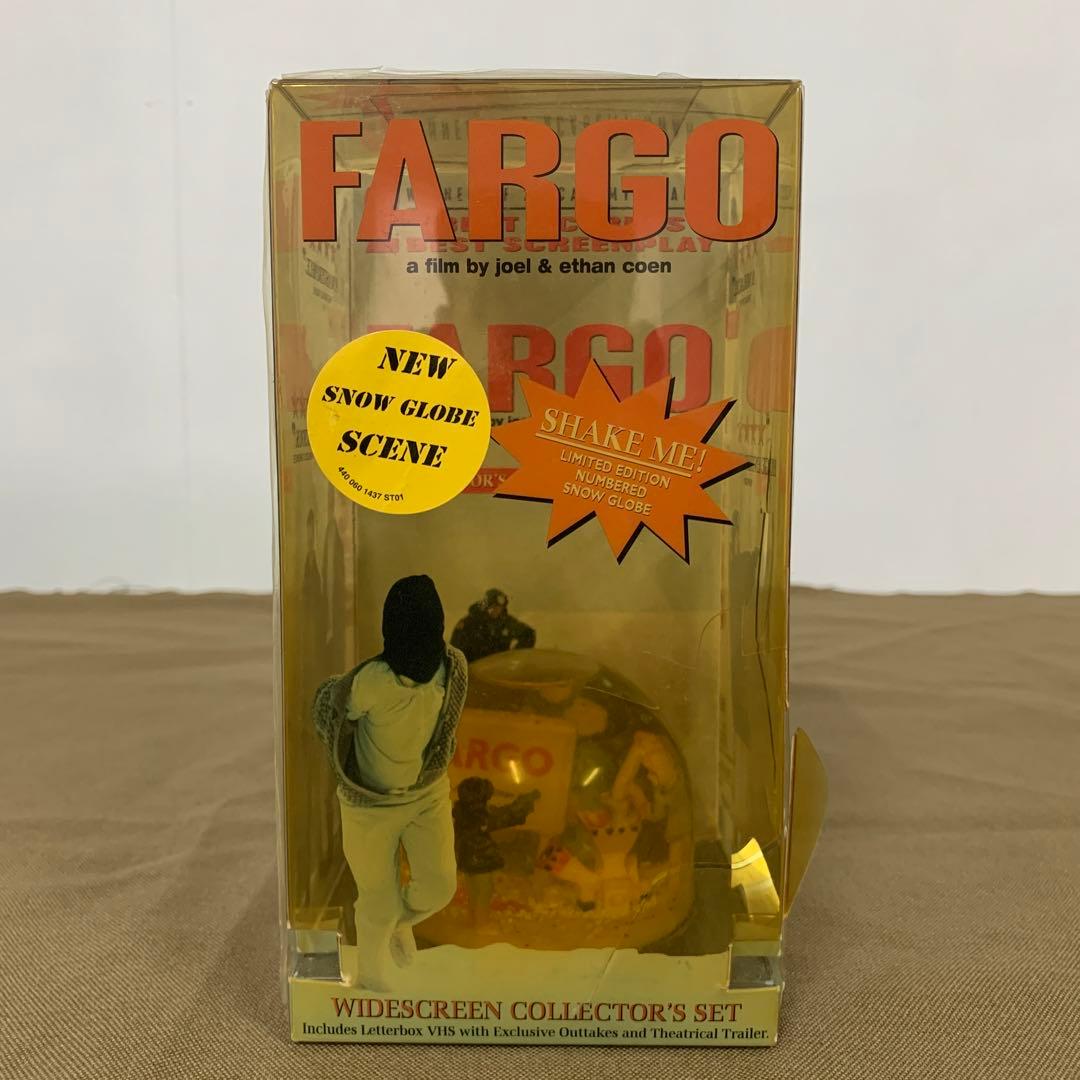 FARGO
BEST SCREENPLAY
a film by joel & ethan coen
FARGO
NEW
SNOW GLOBE
SCENE
440 060 1437 ST01
SHAKE ME!
LIMITED EDITION
NUMBERED
SNOW GLOBE
ARGO
WIDESCREEN COLLECTOR'S SET
Includes Letterbox VHS with Exclusive Outtakes and Theatrical Trailer.